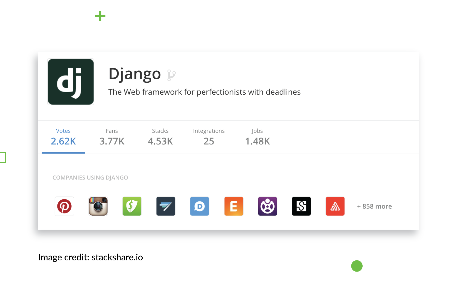 dj
Django
The Web framework for perfectionists with deadlines
Votes Fans Stacks Integrations Jobs
2.62K 3.77K 4.53K 25 1.48K
COMPANIES USING DJANGO
+ 858 more
Image credit: stackshare.io